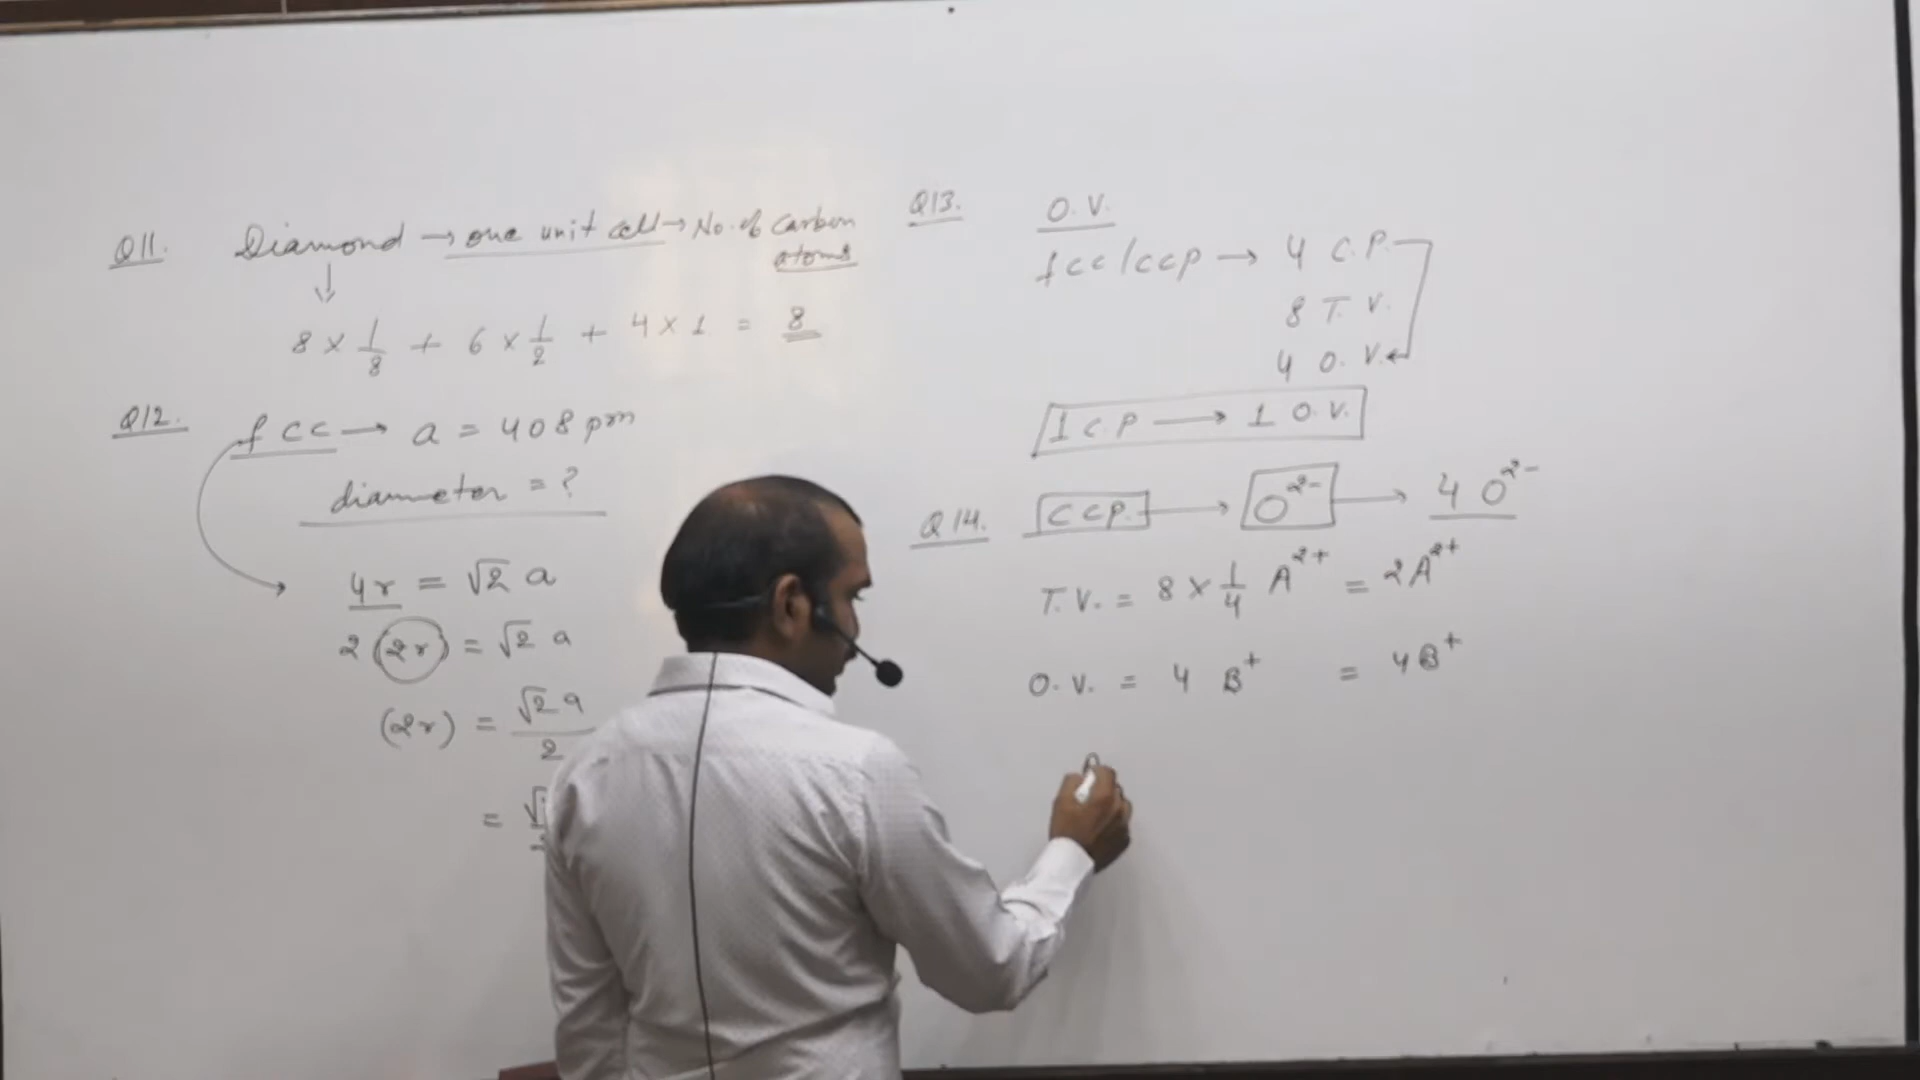 Q11. Diamond → one unit cell → No. of Carbon
atoms
↓
8 × 1/8 + 6 × 1/2 + 4 × 1 = 8
Q12. fcc → a = 408 pm
diameter = ?
4r = √2 a
2 (2r) = √2 a
(2r) = √2 a / 2
= √
Q13. O.V.
fcc/ccp → 4 C.P.
8 T.V.
4 O.V.
1 C.P → 1 O.V.
Q14. CCP. → O²⁻ → 4 O²⁻
T.V. = 8 × 1/4 A²⁺ = 2A²⁺
O.V. = 4 B⁺ = 4B⁺